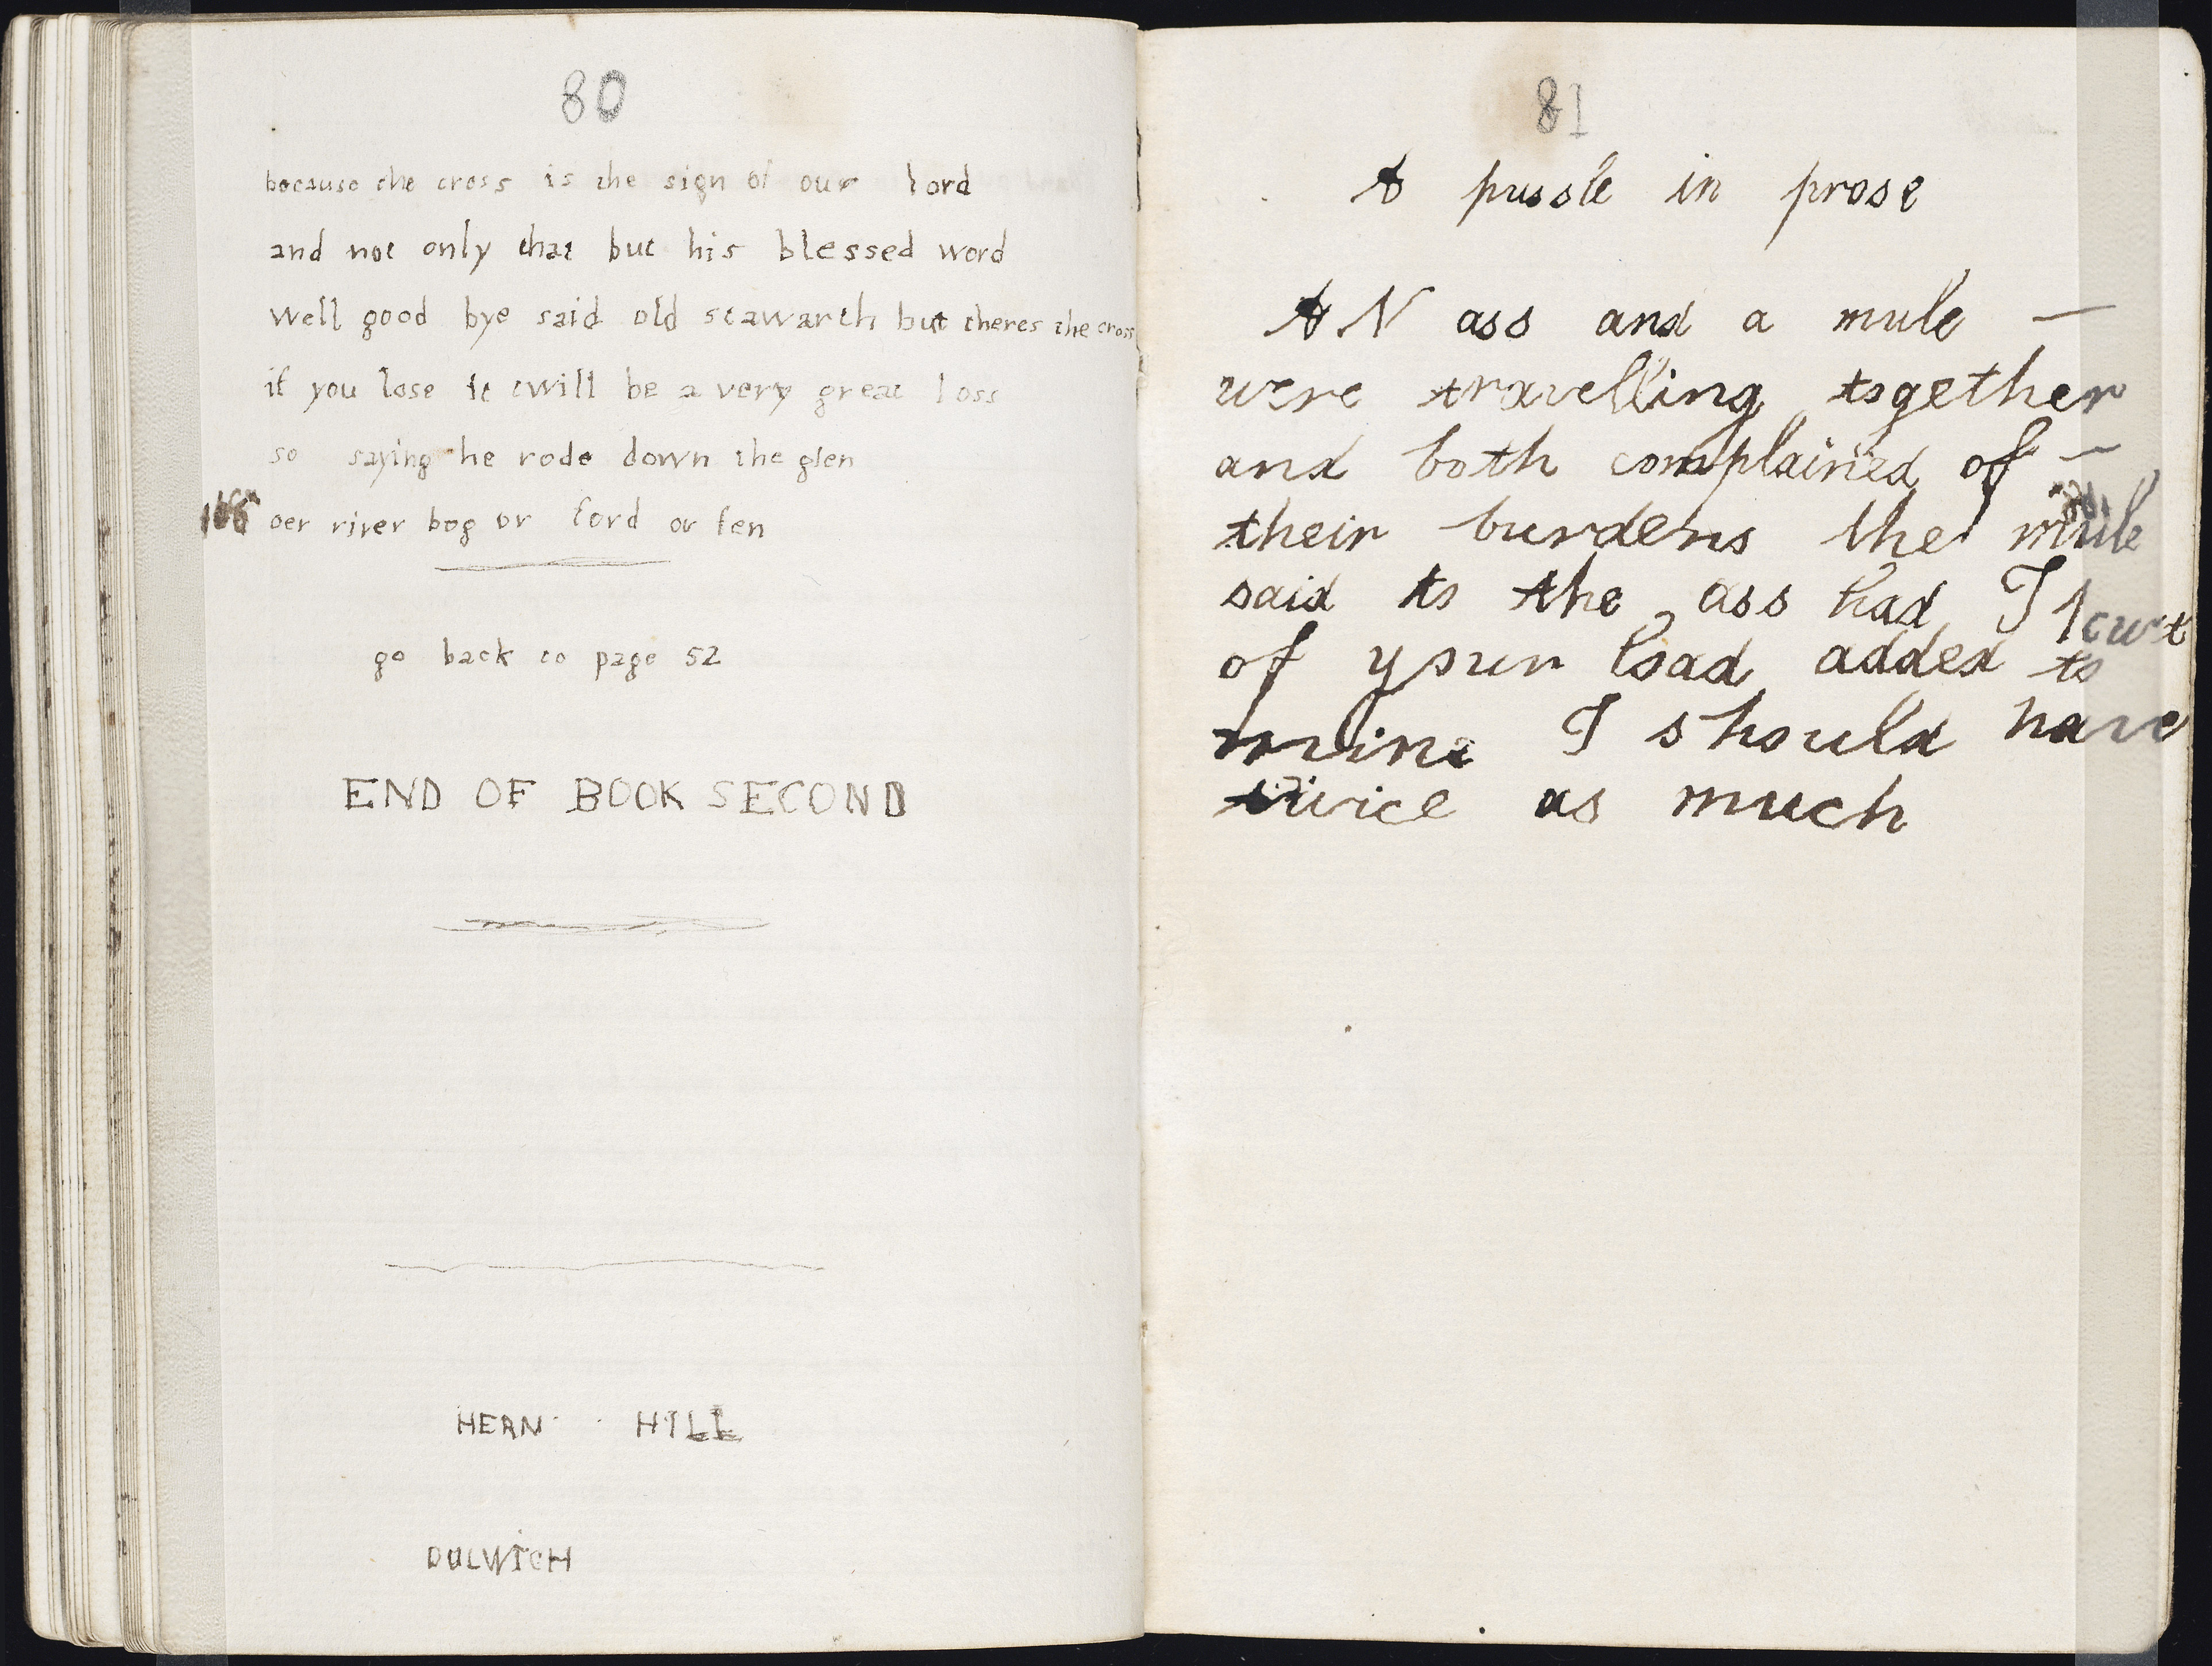 80
because the cross is the sign of our lord
and not only that but his blessed word
well good bye said old stawarth but theres the cross
if you lose it twill be a very great loss
so saying he rode down the glen
oer river bog or ford or fen
go back to page 52
END OF BOOK SECOND
HERN HILL
DULWICH
81
A pussle in prose
AN ass and a mule —
were travelling together
and both complained of —
their burdens the mule
said to the ass had I 1 cwt
of your load added to
mine I should have
twice as much